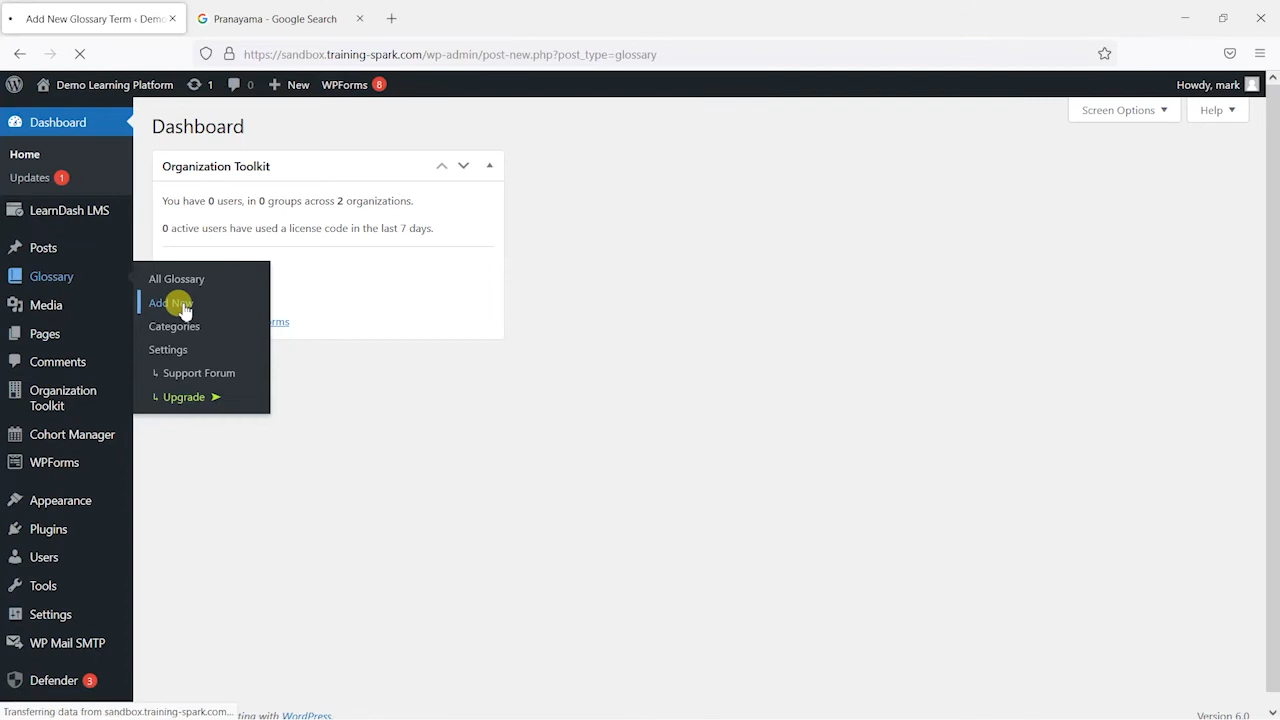 Add New Glossary Term ‹ Demo
Pranayama - Google Search
https://sandbox.training-spark.com/wp-admin/post-new.php?post_type=glossary
Demo Learning Platform
1
0
New
WPForms 8
Howdy, mark
Screen Options
Help
Dashboard
Home
Updates 1
LearnDash LMS
Posts
Glossary
Media
Pages
Comments
Organization
Toolkit
Cohort Manager
WPForms
Appearance
Plugins
Users
Tools
Settings
WP Mail SMTP
Defender 3
All Glossary
Add New
Categories
Settings
↳ Support Forum
↳ Upgrade ➤
Dashboard
Organization Toolkit
You have 0 users, in 0 groups across 2 organizations.
0 active users have used a license code in the last 7 days.
Transferring data from sandbox.training-spark.com...
with WordPress.
Version 6.0